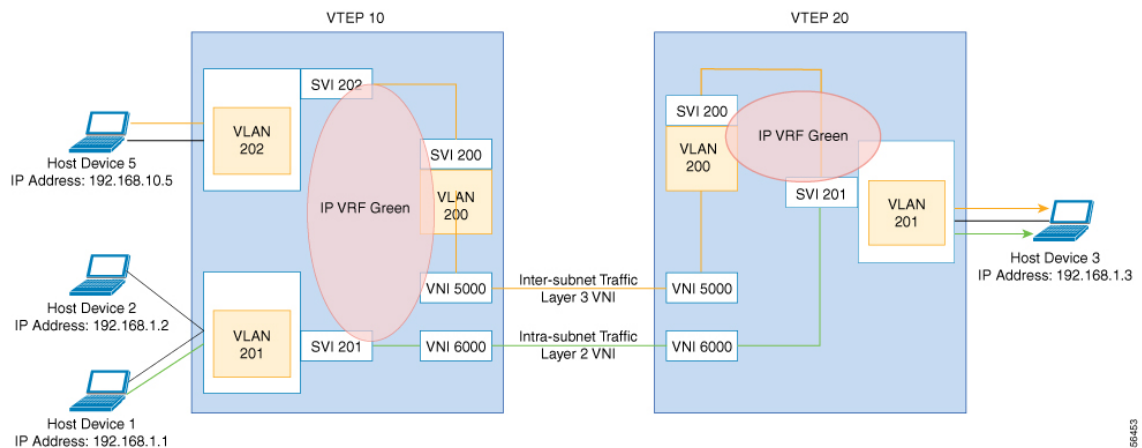 VTEP 10
VTEP 20
SVI 202
VLAN
202
Host Device 5
IP Address: 192.168.10.5
SVI 200
VLAN
200
IP VRF Green
SVI 200
VLAN
200
IP VRF Green
SVI 201
VLAN
201
Host Device 3
IP Address: 192.168.1.3
Host Device 2
IP Address: 192.168.1.2
VNI 5000
Inter-subnet Traffic
Layer 3 VNI
VNI 5000
VLAN
201
SVI 201
VNI 6000
Intra-subnet Traffic
Layer 2 VNI
VNI 6000
Host Device 1
IP Address: 192.168.1.1